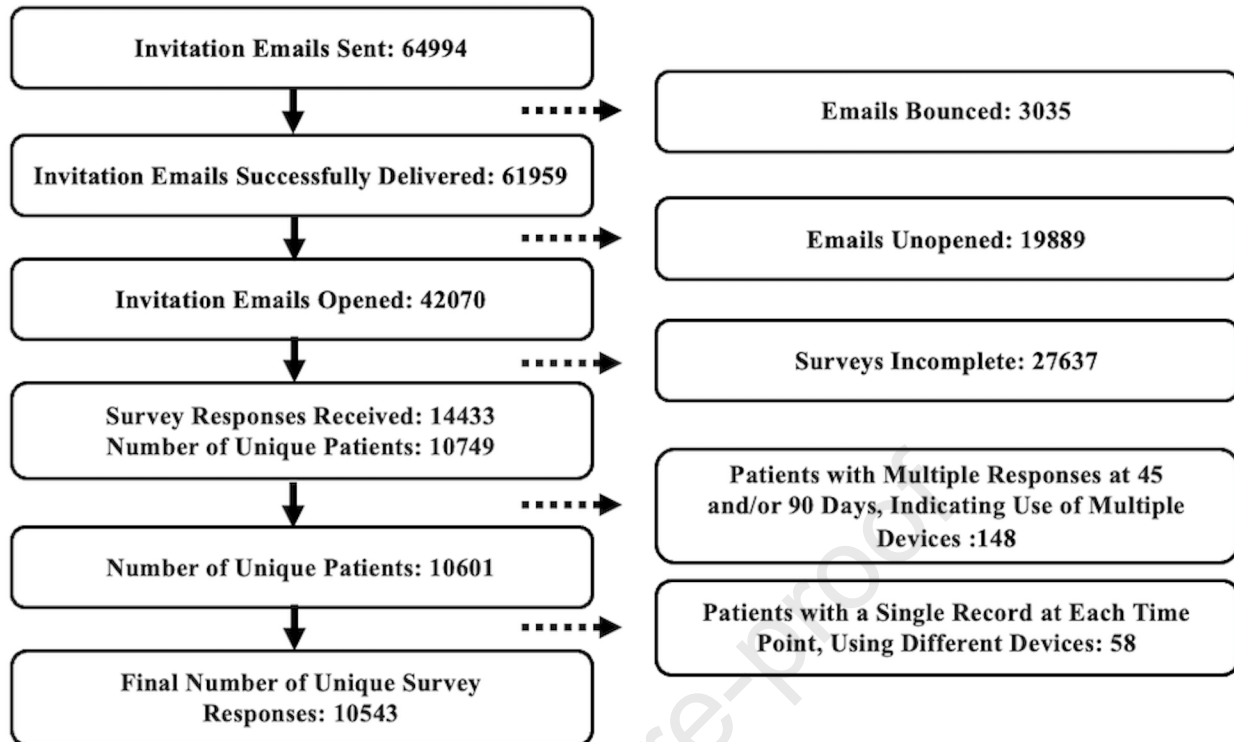 Invitation Emails Sent: 64994
Emails Bounced: 3035
Invitation Emails Successfully Delivered: 61959
Emails Unopened: 19889
Invitation Emails Opened: 42070
Surveys Incomplete: 27637
Survey Responses Received: 14433
Number of Unique Patients: 10749
Patients with Multiple Responses at 45
and/or 90 Days, Indicating Use of Multiple
Devices :148
Number of Unique Patients: 10601
Patients with a Single Record at Each Time
Point, Using Different Devices: 58
Final Number of Unique Survey
Responses: 10543
re-proof